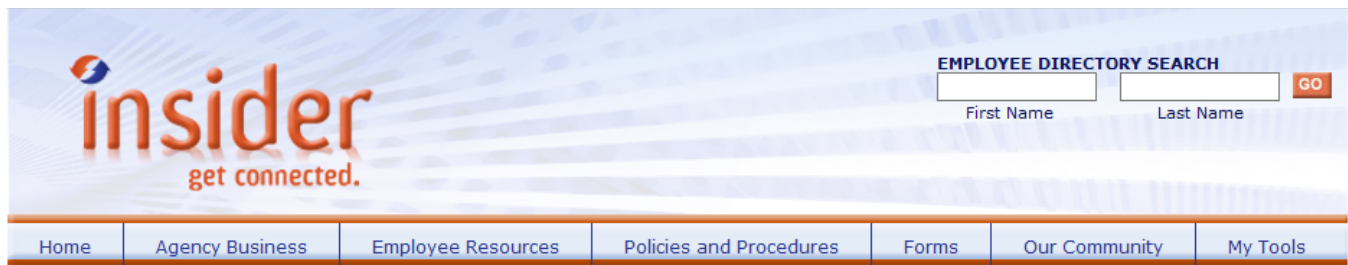 insider
get connected.
EMPLOYEE DIRECTORY SEARCH
GO
First Name Last Name
Home Agency Business Employee Resources Policies and Procedures Forms Our Community My Tools